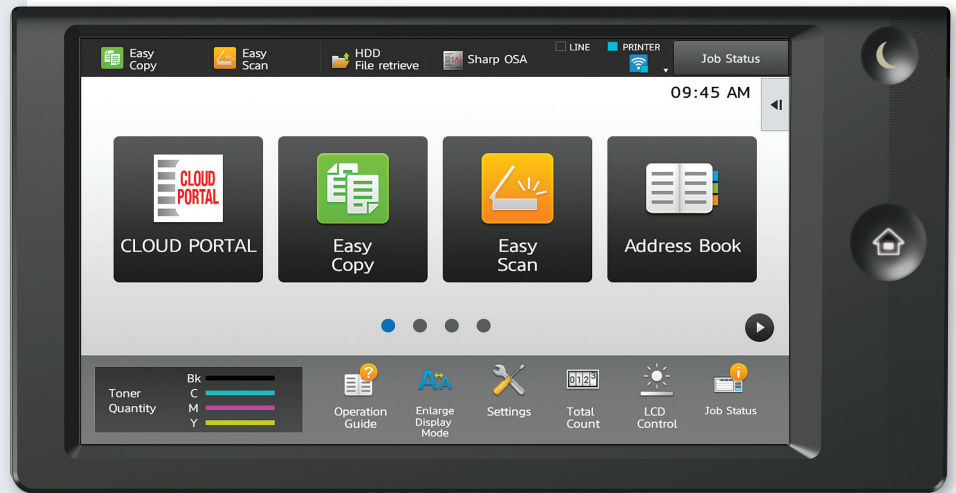 Easy
Copy
Easy
Scan
HDD
File retrieve
Sharp OSA
LINE
PRINTER
Job Status
09:45 AM
CLOUD
PORTAL
CLOUD PORTAL
Easy
Copy
Easy
Scan
Address Book
Toner
Quantity
Bk
C
M
Y
Operation
Guide
Enlarge
Display
Mode
Settings
Total
Count
LCD
Control
Job Status